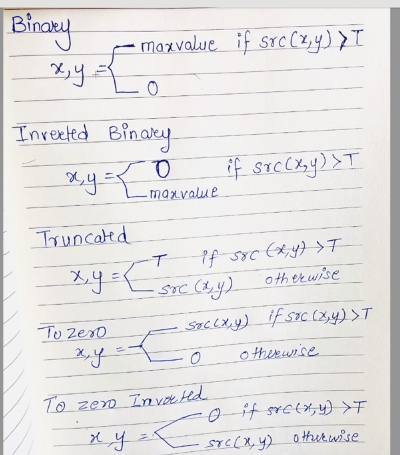 Binary
maxvalue if src(x,y) > T
x,y =
0
Inverted Binary
0 if src(x,y) > T
x,y =
maxvalue
Truncated
T if src (x,y) > T
x,y =
src (x,y) otherwise
To zero
src(x,y) if src (x,y) > T
x,y =
0 otherwise
To zero Inverted
0 if src(x,y) > T
x,y =
src(x,y) otherwise